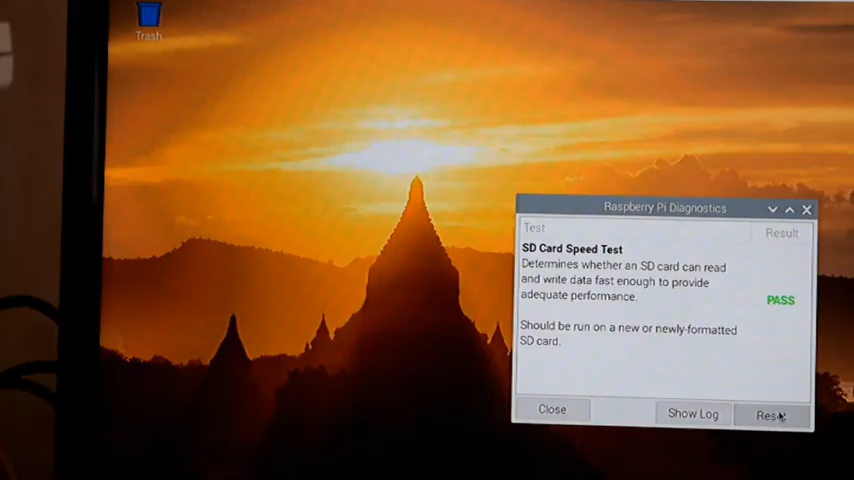 Trash
Raspberry Pi Diagnostics
Test
Result
SD Card Speed Test
Determines whether an SD card can read
and write data fast enough to provide
adequate performance.
PASS
Should be run on a new or newly-formatted
SD card.
Close
Show Log
Reset